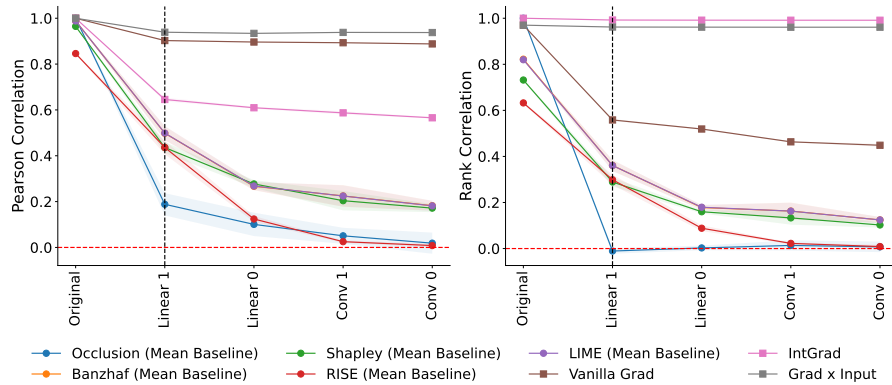 1.0
0.8
0.6
0.4
0.2
0.0
Pearson Correlation
Original
Linear 1
Linear 0
Conv 1
Conv 0
1.0
0.8
0.6
0.4
0.2
0.0
Rank Correlation
Original
Linear 1
Linear 0
Conv 1
Conv 0
Occlusion (Mean Baseline)
Shapley (Mean Baseline)
LIME (Mean Baseline)
IntGrad
Banzhaf (Mean Baseline)
RISE (Mean Baseline)
Vanilla Grad
Grad x Input